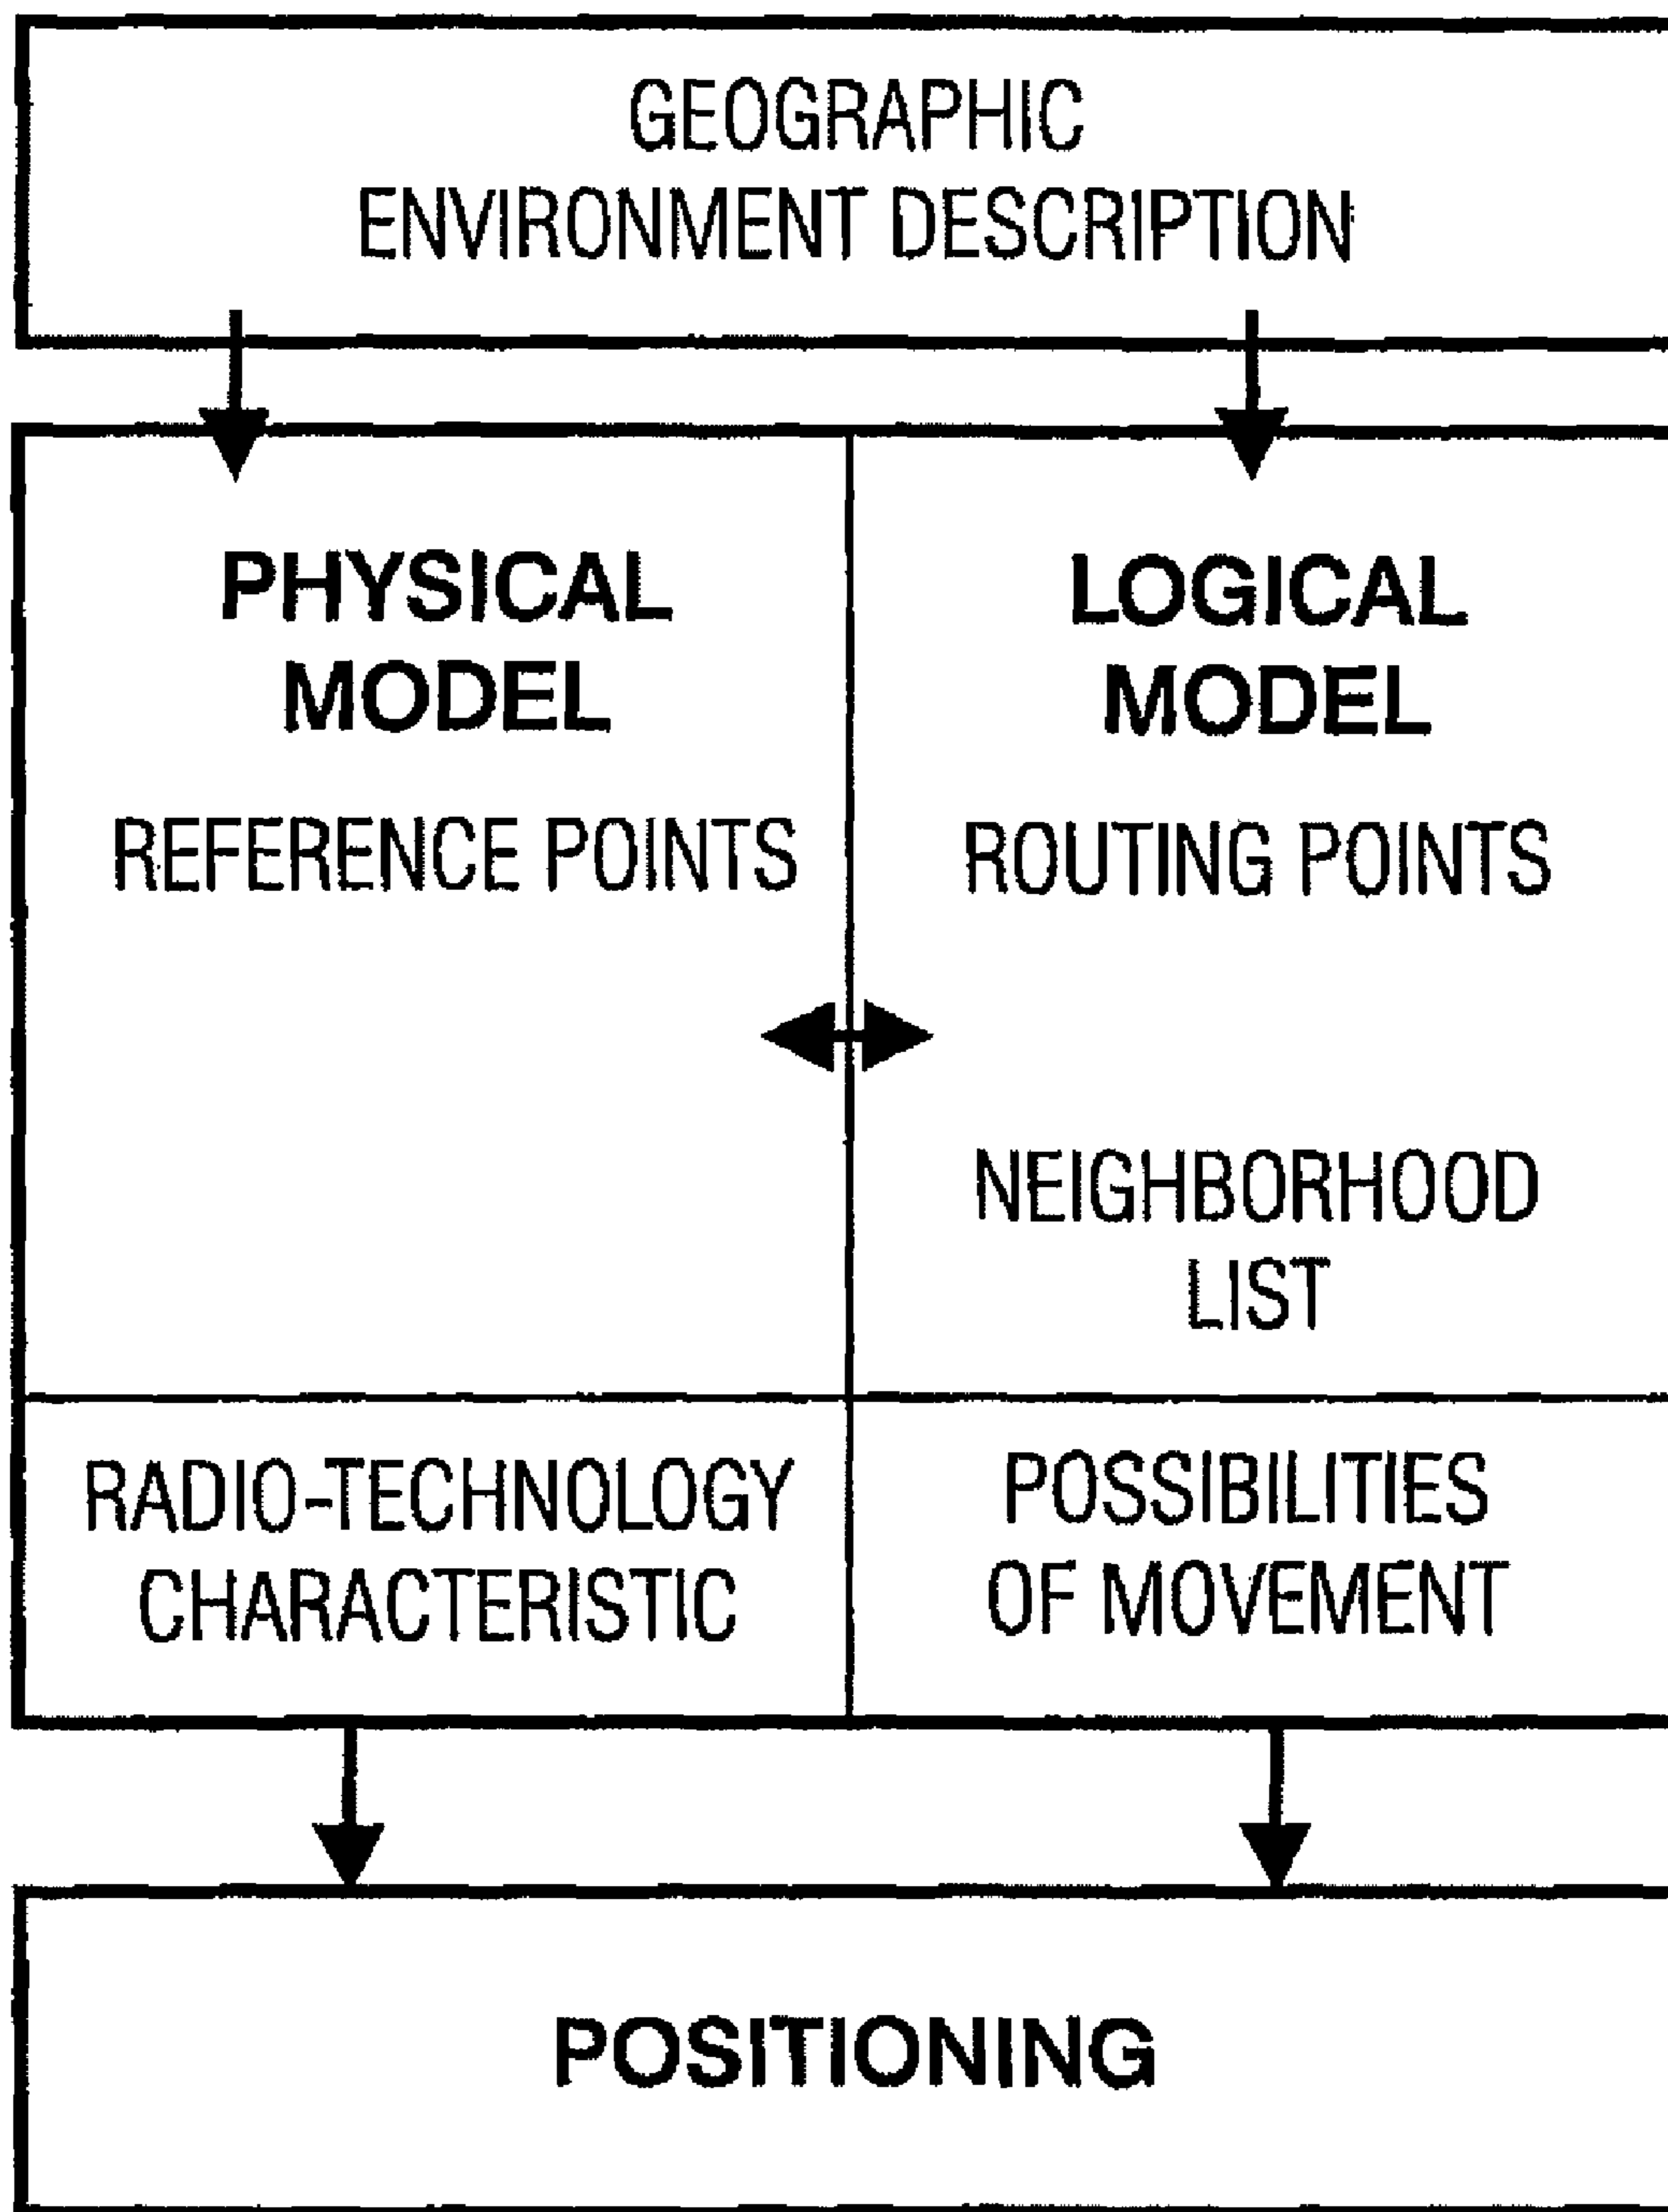 GEOGRAPHIC
ENVIRONMENT DESCRIPTION
PHYSICAL
MODEL
REFERENCE POINTS
LOGICAL
MODEL
ROUTING POINTS
NEIGHBORHOOD
LIST
RADIO-TECHNOLOGY
CHARACTERISTIC
POSSIBILITIES
OF MOVEMENT
POSITIONING